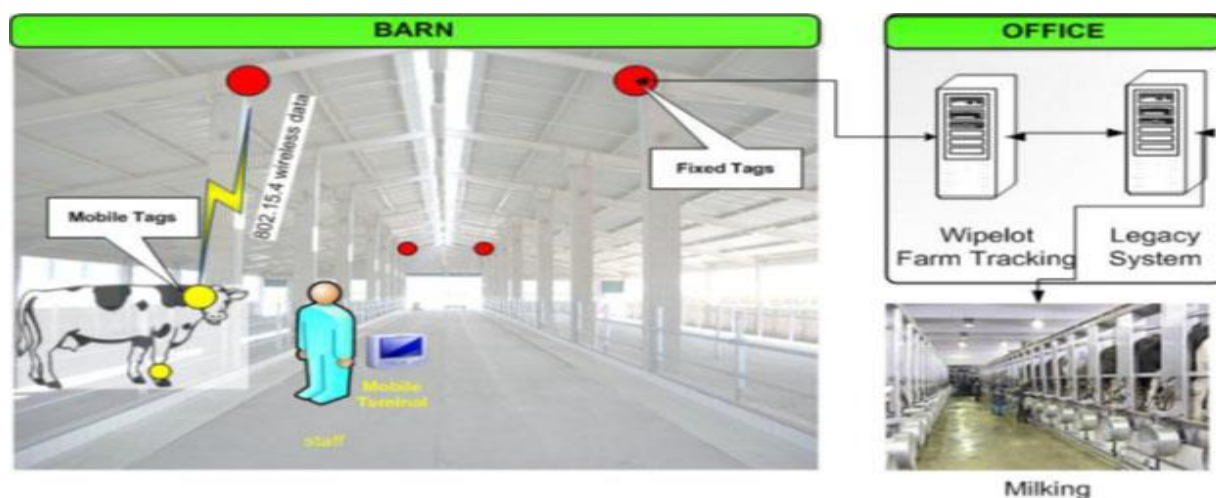 BARN
OFFICE
802.15.4 wireless data
Fixed Tags
Mobile Tags
Wipelot
Farm Tracking
Legacy
System
Mobile
Tereinal
staff
Milking